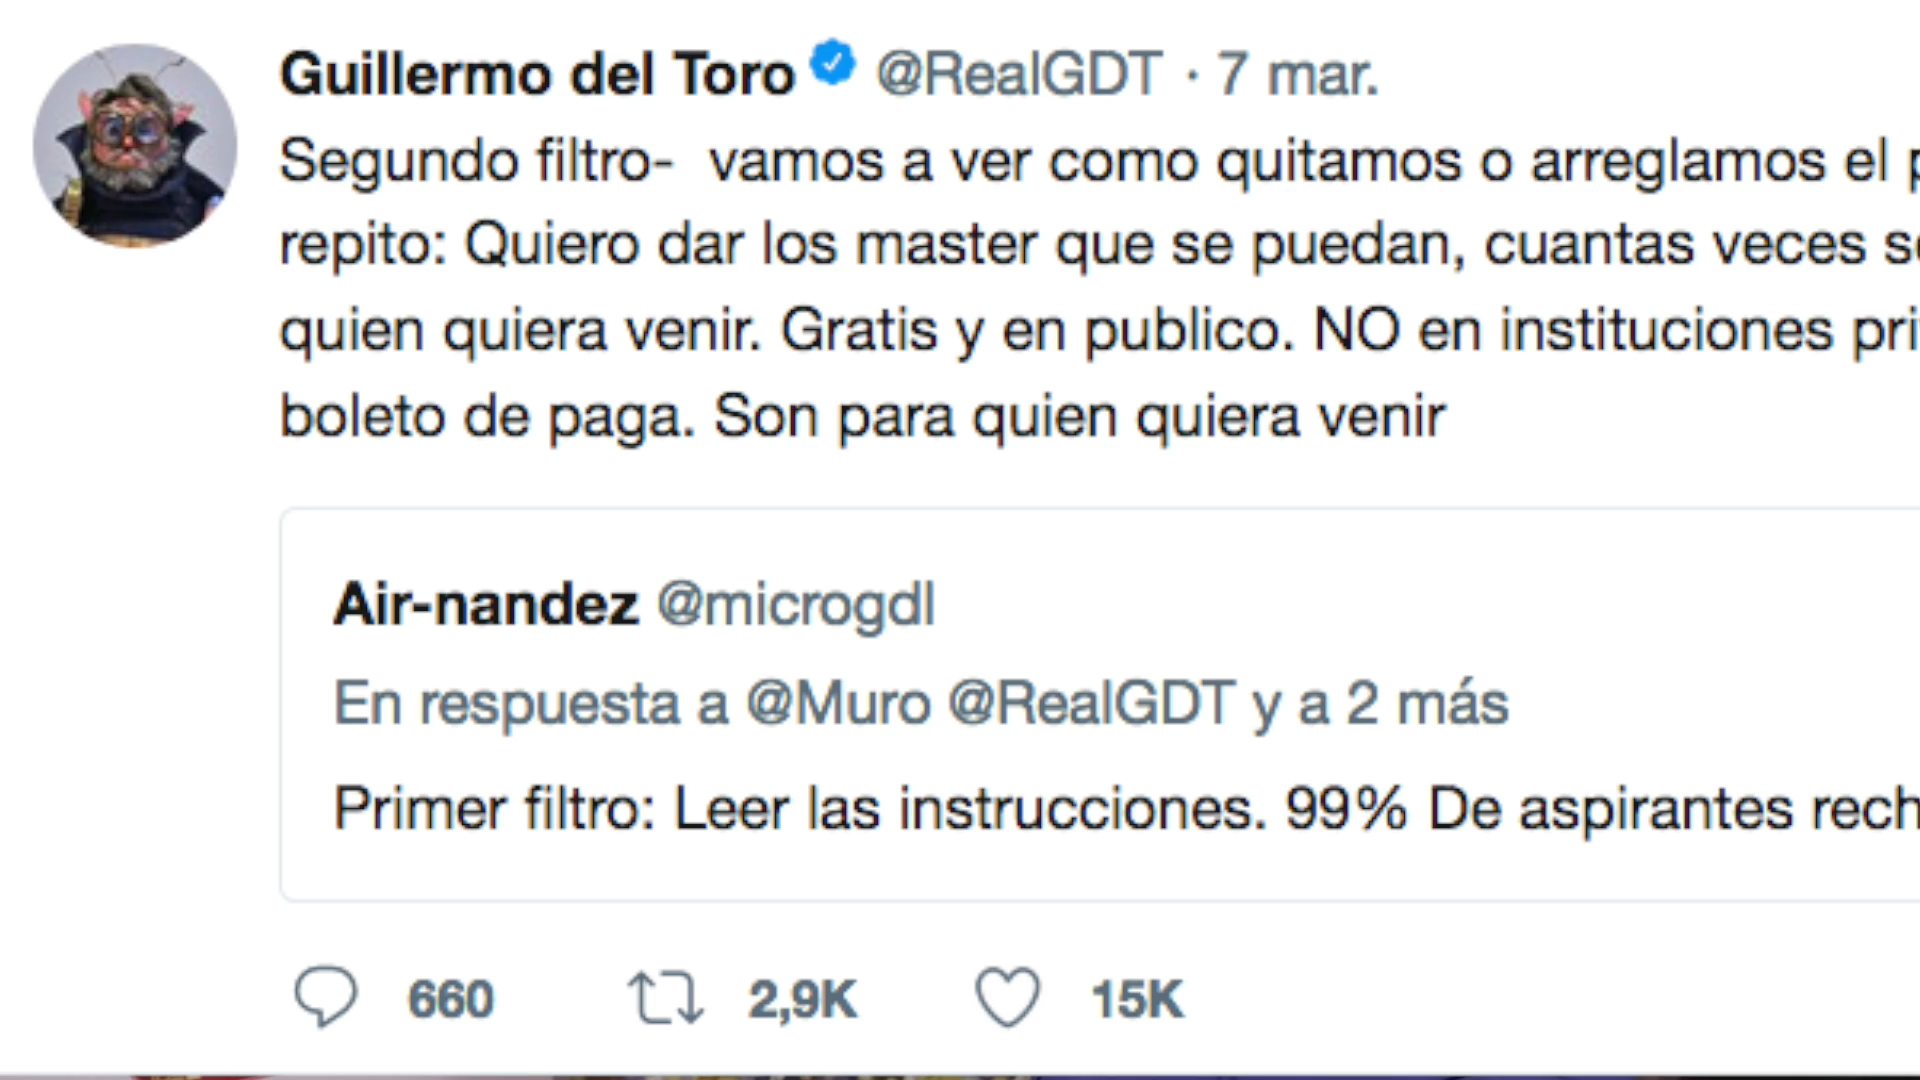 Guillermo del Toro @RealGDT · 7 mar.
Segundo filtro- vamos a ver como quitamos o arreglamos el
repito: Quiero dar los master que se puedan, cuantas veces
quien quiera venir. Gratis y en publico. NO en instituciones
boleto de paga. Son para quien quiera venir
Air-nandez @microgdl
En respuesta a @Muro @RealGDT y a 2 más
Primer filtro: Leer las instrucciones. 99% De aspirantes
660 2,9K 15K